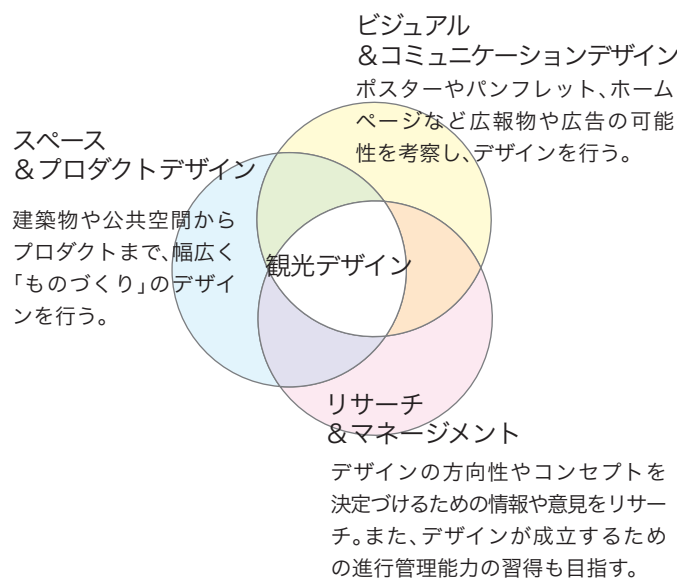 ビジュアル
&コミュニケーションデザイン
ポスターやパンフレット、ホーム
ページなど広報物や広告の可能
性を考察し、デザインを行う。
スペース
&プロダクトデザイン
建築物や公共空間から
プロダクトまで、幅広く
「ものづくり」のデザイ
ンを行う。
観光デザイン
リサーチ
&マネージメント
デザインの方向性やコンセプトを
決定づけるための情報や意見をリサー
チ。また、デザインが成立するため
の進行管理能力の習得も目指す。